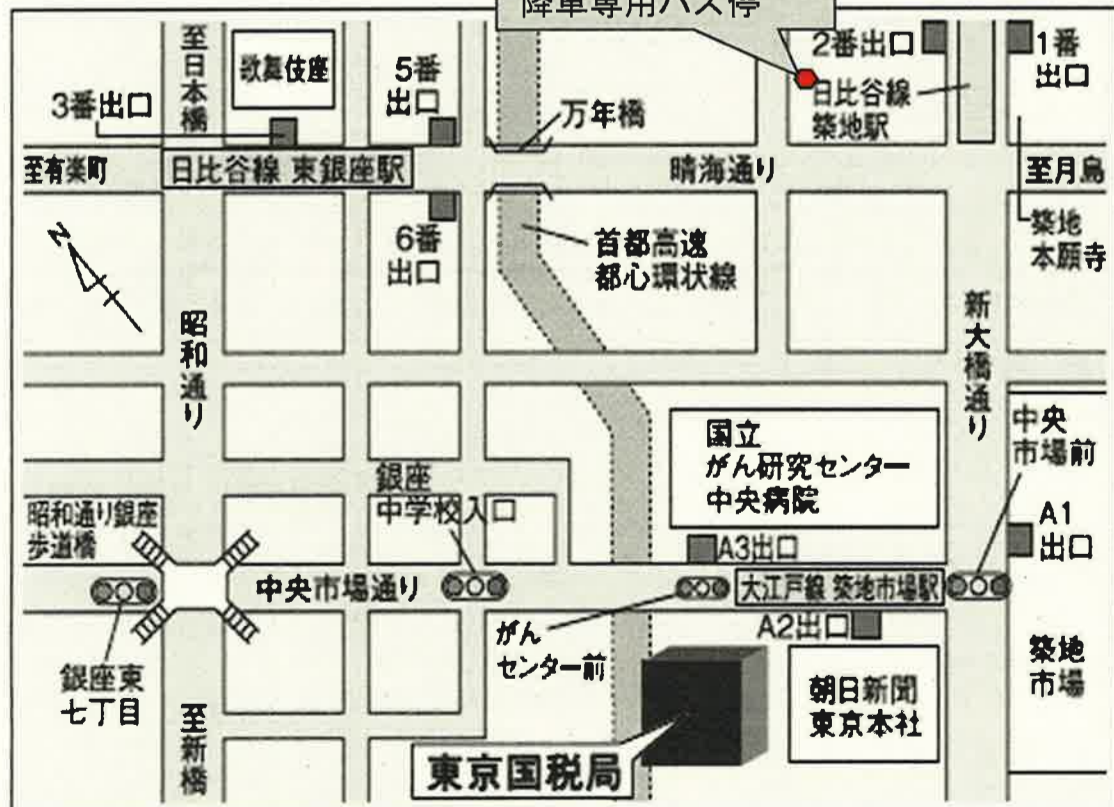 降車専用バス停
至日本橋
歌舞伎座
5番
出口
3番出口
万年橋
2番出口
1番
出口
日比谷線
築地駅
至有楽町
日比谷線 東銀座駅
晴海通り
至月島
6番
出口
首都高速
都心環状線
築地
本願寺
N
昭和通り
新大橋通り
国立
がん研究センター
中央病院
中央
市場前
銀座
中学校入口
昭和通り銀座
歩道橋
A3出口
A1
出口
中央市場通り
大江戸線 築地市場駅
がん
センター前
A2出口
銀座東
七丁目
至新橋
朝日新聞
東京本社
築地
市場
東京国税局